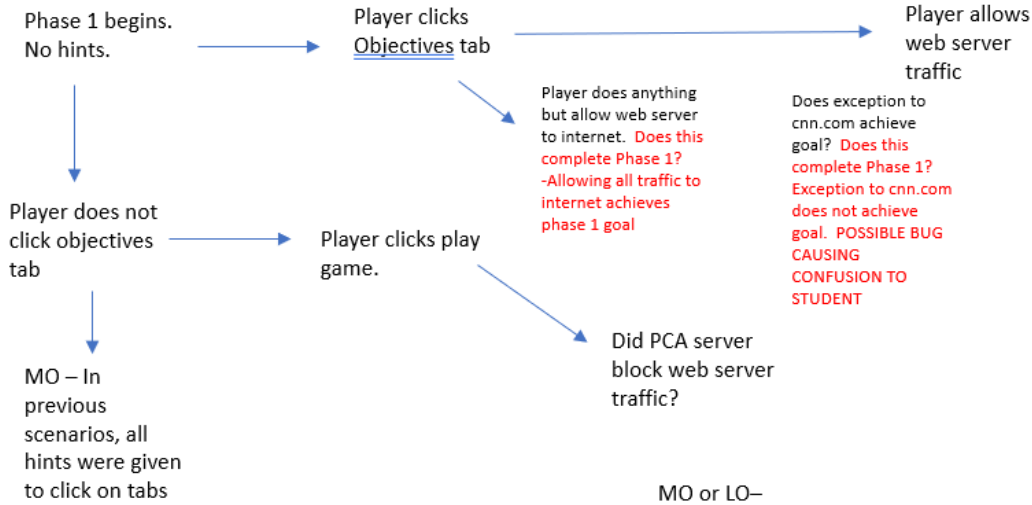 Phase 1 begins.
No hints.
Player clicks
Objectives tab
Player allows
web server
traffic
Player does anything
but allow web server
to internet.  Does this
complete Phase 1?
-Allowing all traffic to
internet achieves
phase 1 goal
Does exception to
cnn.com achieve
goal?  Does this
complete Phase 1?
Exception to cnn.com
does not achieve
goal.  POSSIBLE BUG
CAUSING
CONFUSION TO
STUDENT
Player does not
click objectives
tab
Player clicks play
game.
Did PCA server
block web server
traffic?
MO – In
previous
scenarios, all
hints were given
to click on tabs
MO or LO–